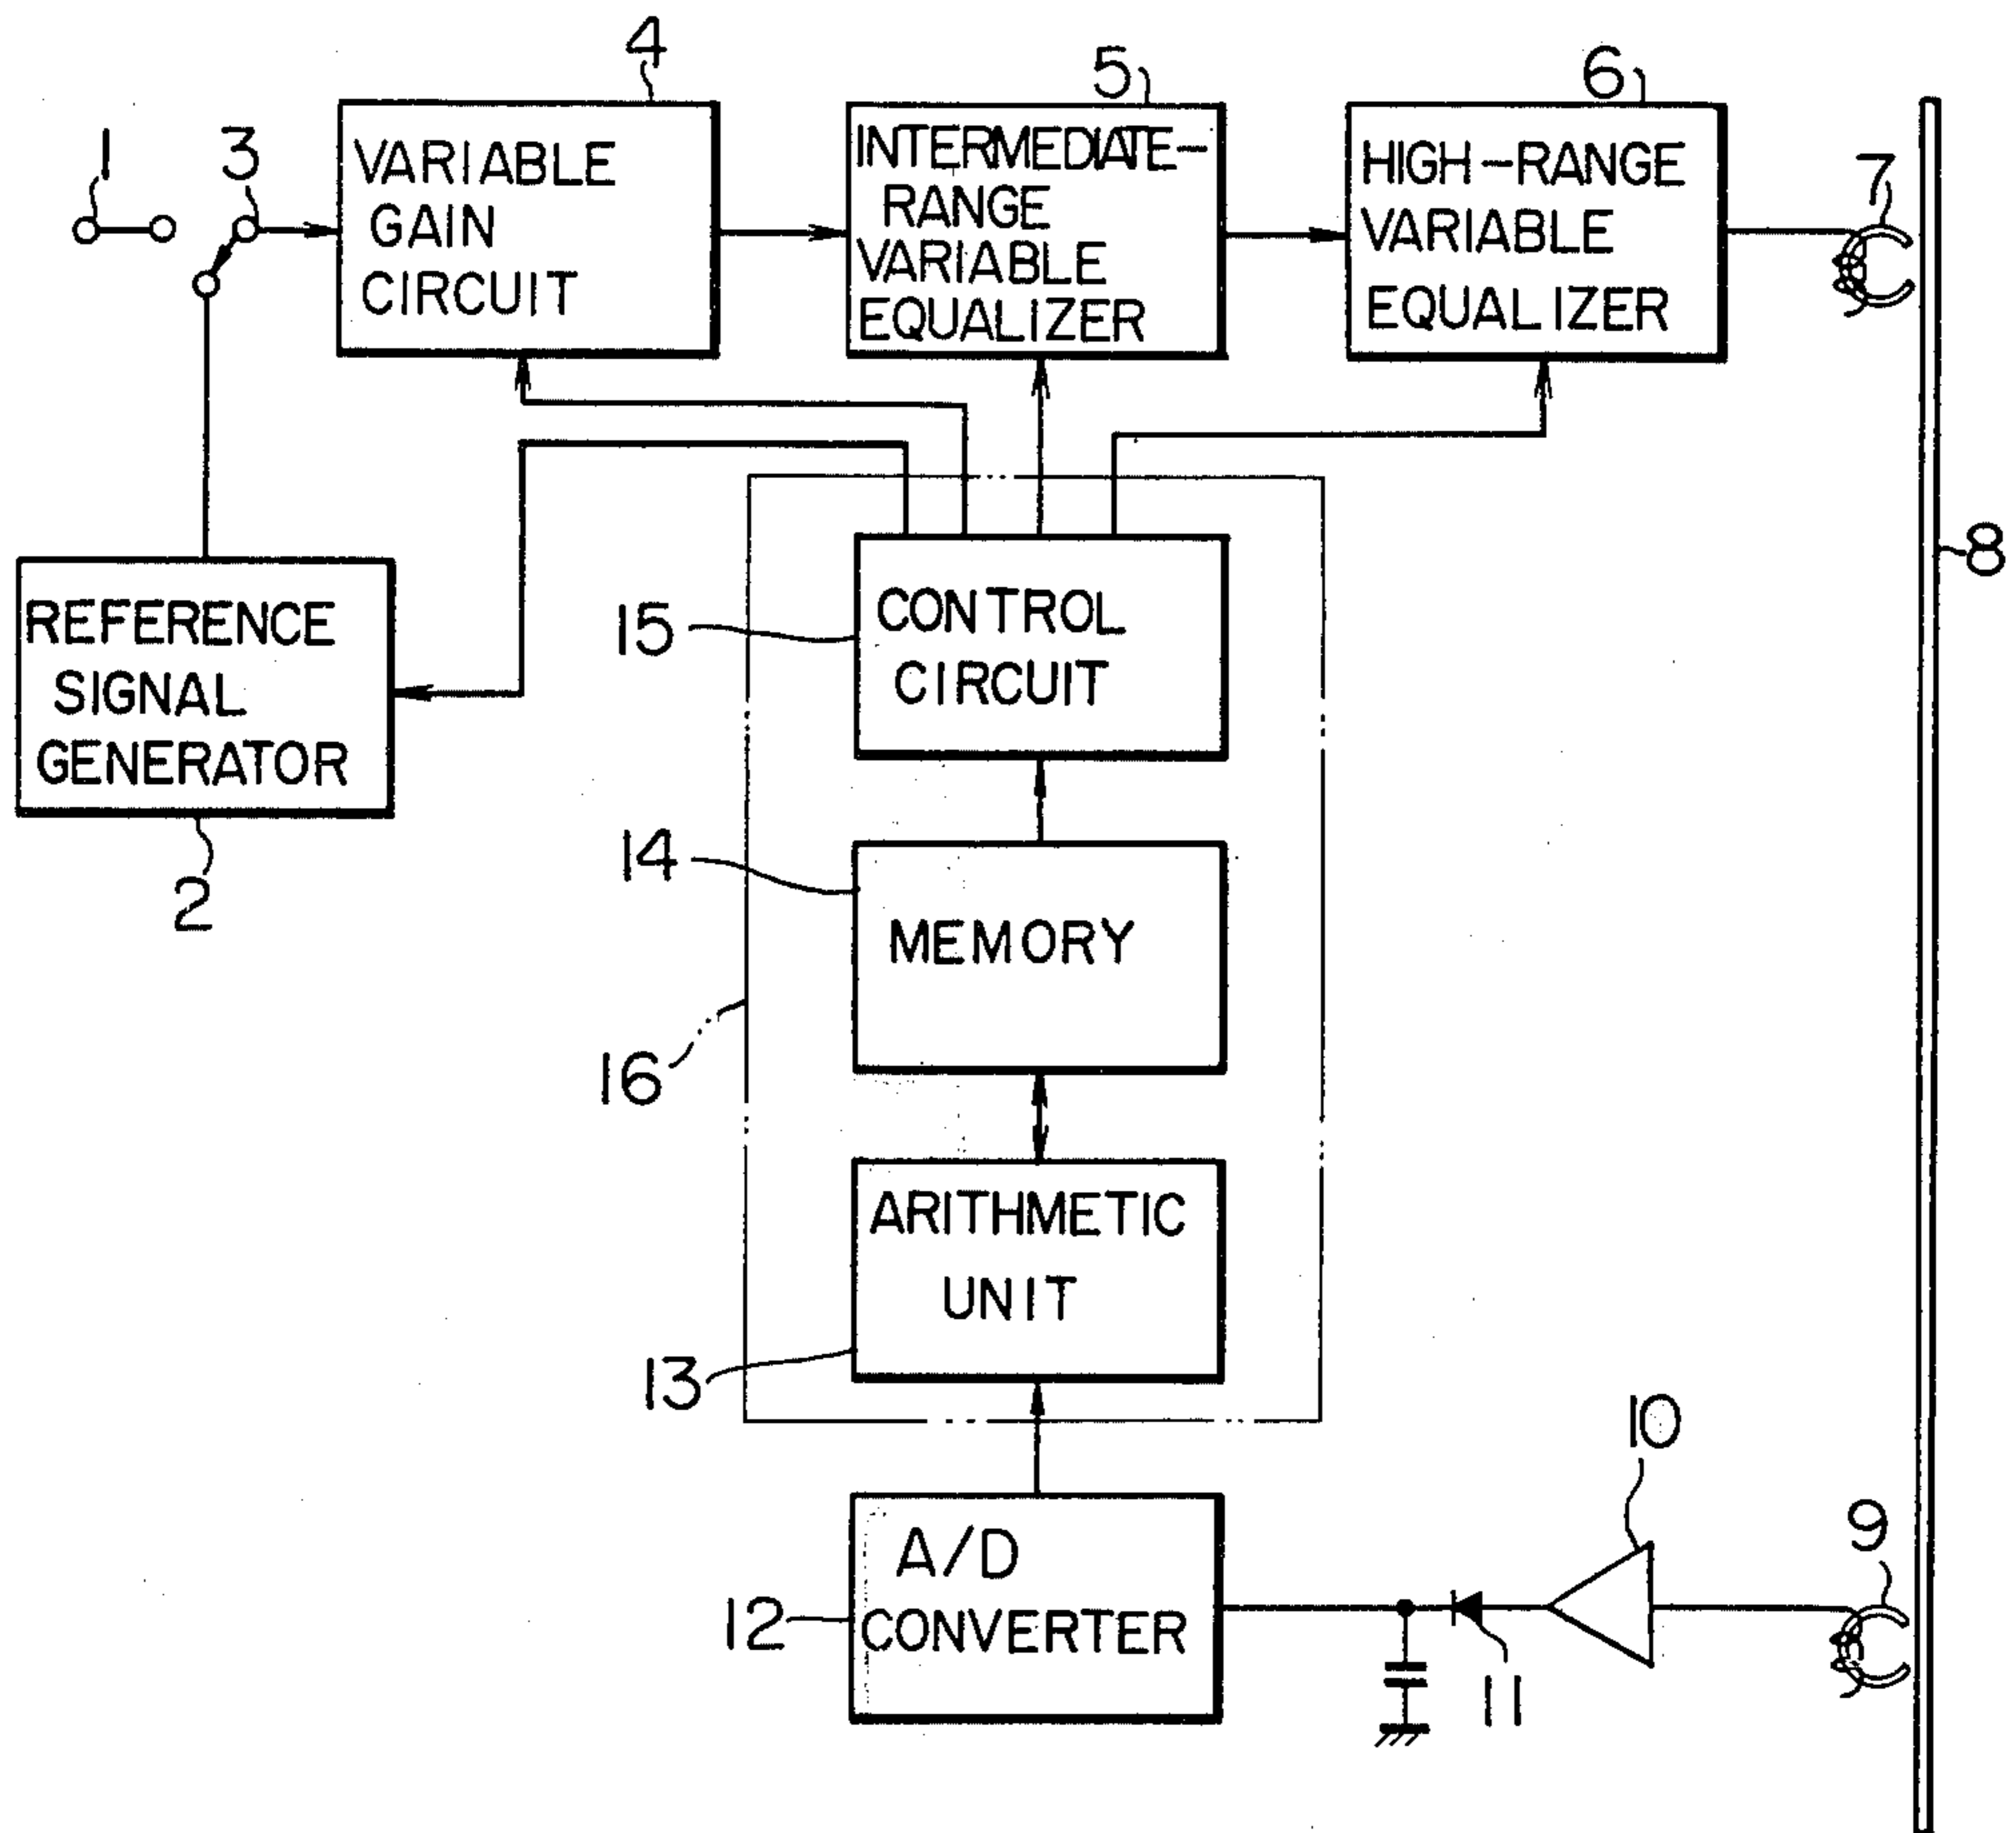 4
5
6
1
3
VARIABLE
GAIN
CIRCUIT
INTERMEDIATE-
RANGE
VARIABLE
EQUALIZER
HIGH-RANGE
VARIABLE
EQUALIZER
7
8
REFERENCE
SIGNAL
GENERATOR
2
15
CONTROL
CIRCUIT
14
MEMORY
16
ARITHMETIC
UNIT
13
10
9
A/D
CONVERTER
12
11